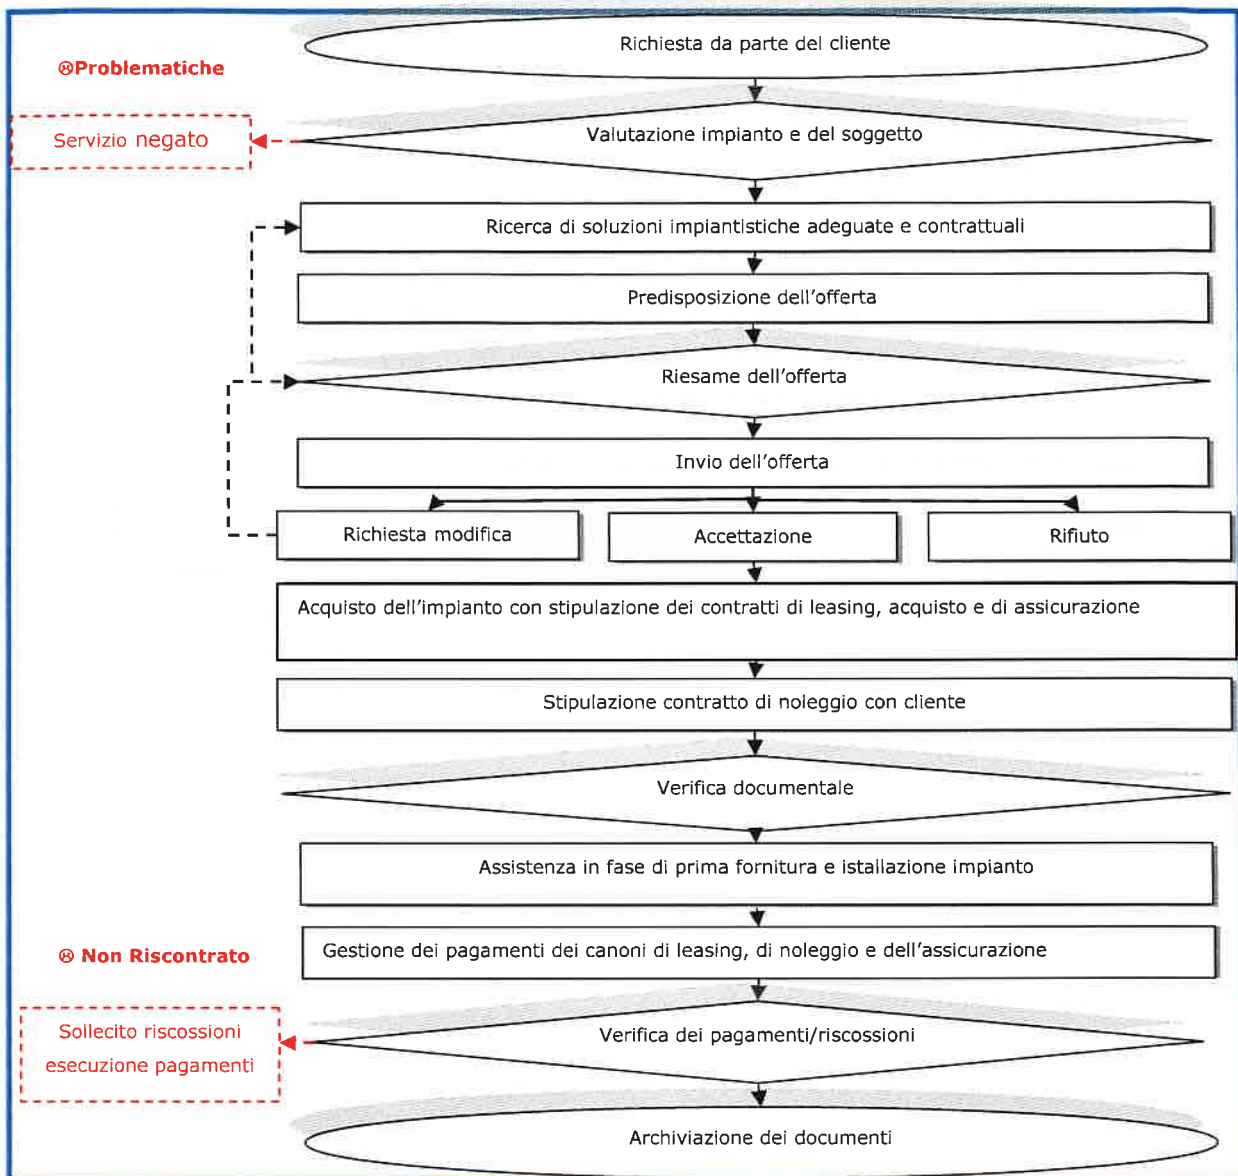 Richiesta da parte del cliente
☹Problematiche
Valutazione impianto e del soggetto
Servizio negato
Ricerca di soluzioni impiantistiche adeguate e contrattuali
Predisposizione dell'offerta
Riesame dell'offerta
Invio dell'offerta
Richiesta modifica
Accettazione
Rifiuto
Acquisto dell'impianto con stipulazione dei contratti di leasing, acquisto e di assicurazione
Stipulazione contratto di noleggio con cliente
Verifica documentale
Assistenza in fase di prima fornitura e istallazione impianto
☹ Non Riscontrato
Gestione dei pagamenti dei canoni di leasing, di noleggio e dell'assicurazione
Sollecito riscossioni
esecuzione pagamenti
Verifica dei pagamenti/riscossioni
Archiviazione dei documenti